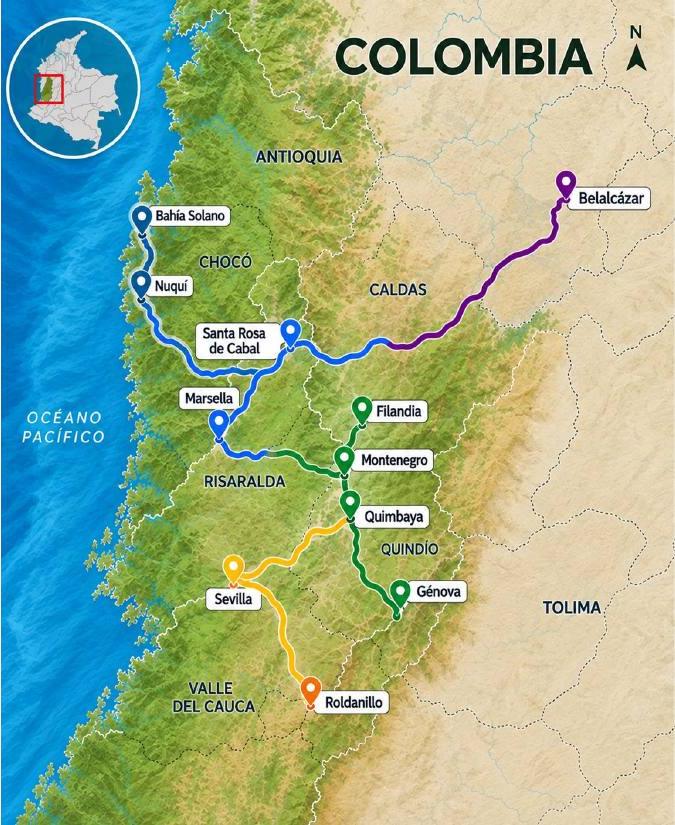 COLOMBIA
N
ANTIOQUIA
Bahía Solano
Belalcázar
CHOCÓ
Nuquí
CALDAS
Santa Rosa
de Cabal
Marsella
Filandia
OCÉANO
PACÍFICO
Montenegro
RISARALDA
Quimbaya
QUINDÍO
Génova
Sevilla
TOLIMA
VALLE
DEL CAUCA
Roldanillo